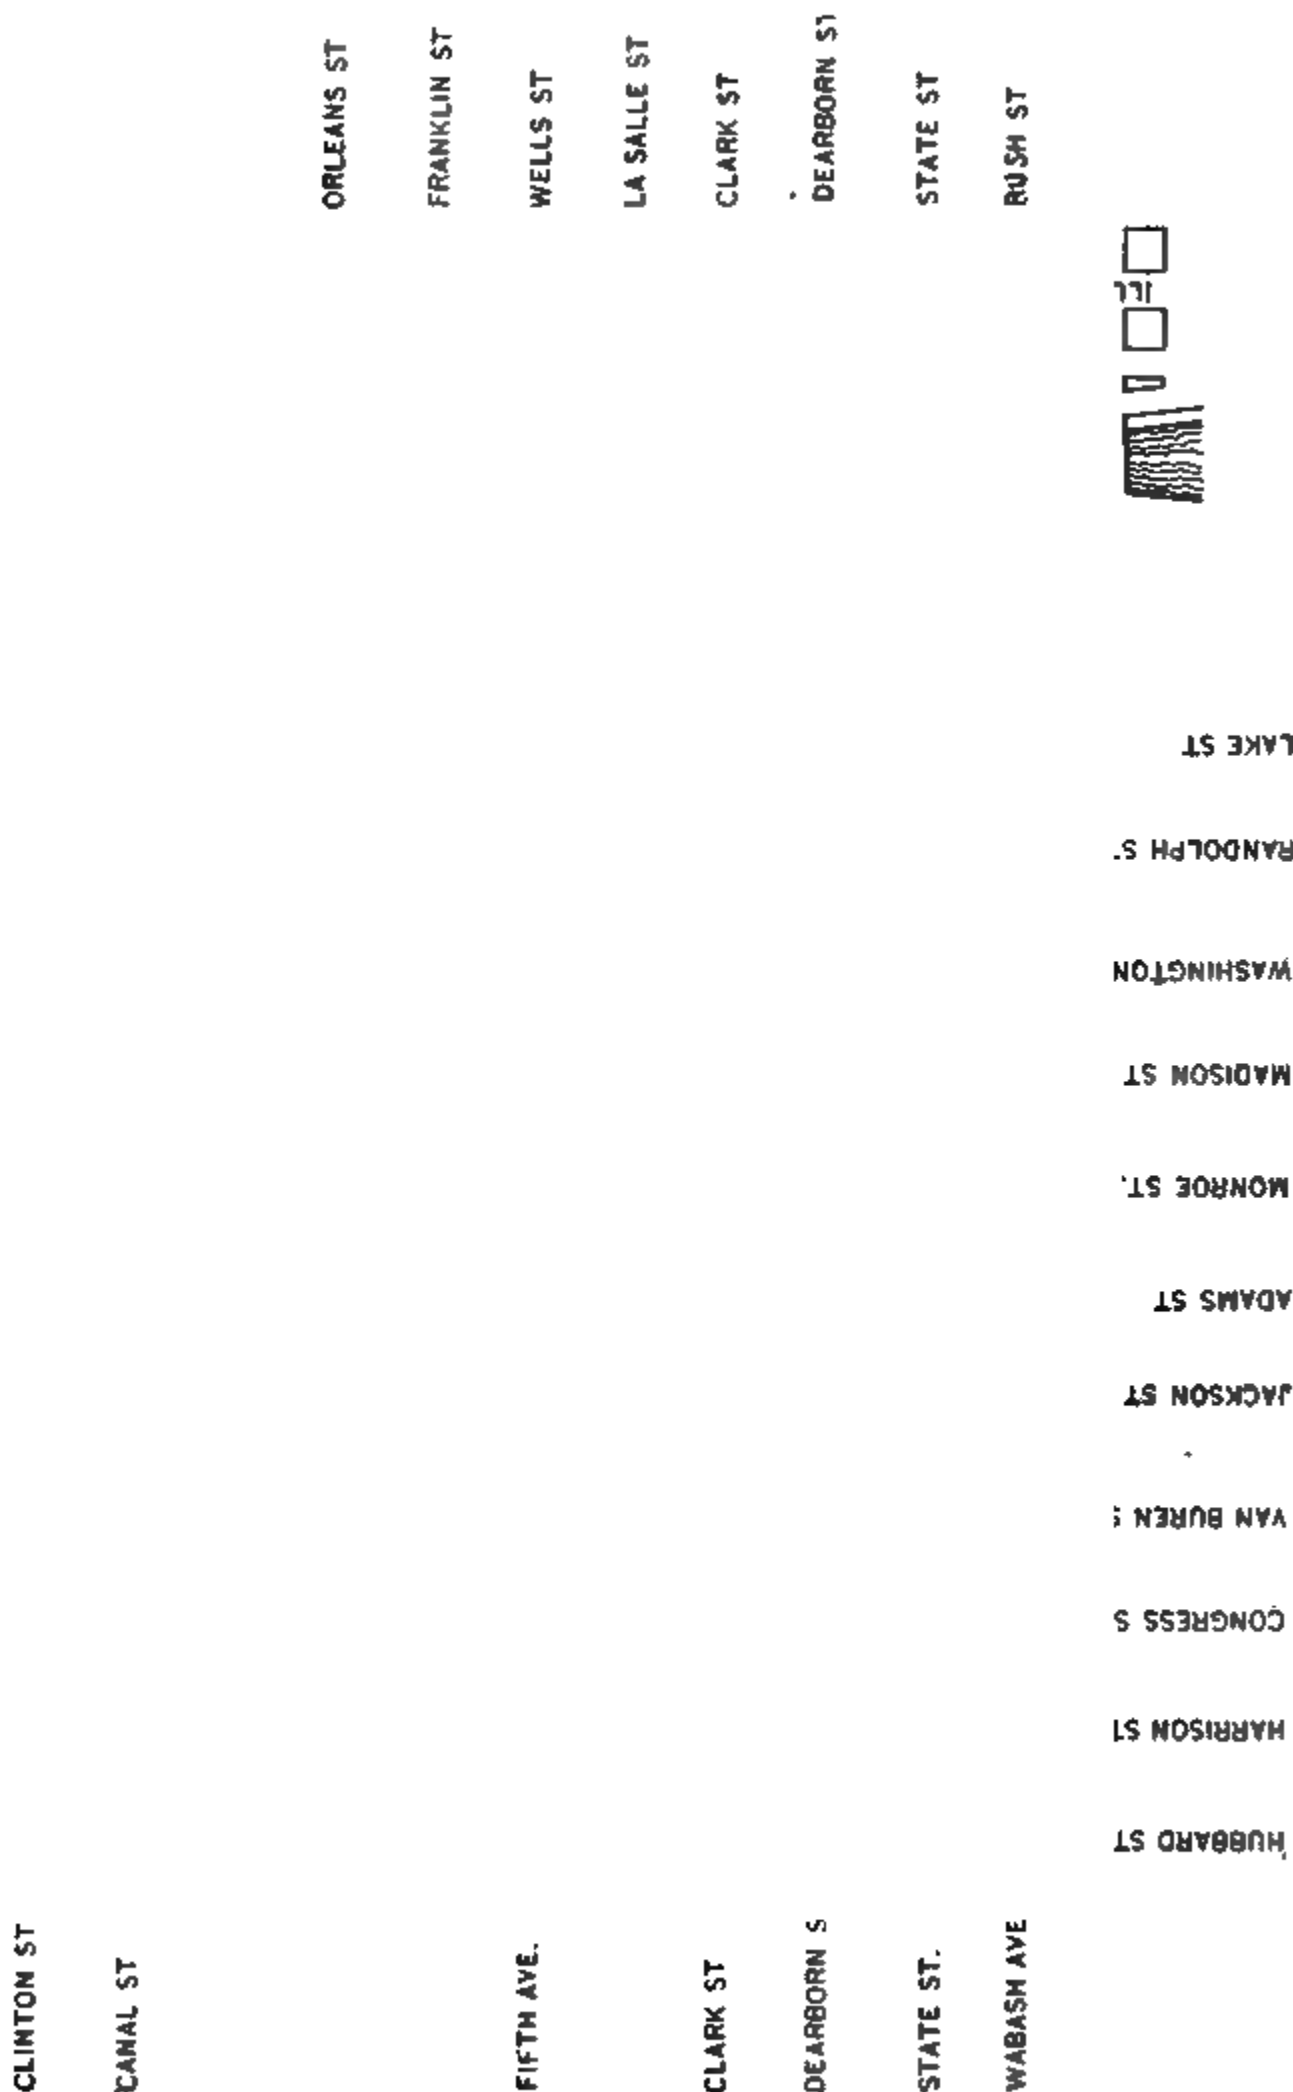 ORLEANS ST
FRANKLIN ST
WELLS ST
LA SALLE ST
CLARK ST
DEARBORN ST
STATE ST
RUSH ST
LAKE ST
RANDOLPH S
WASHINGTON
MADISON ST
MONROE ST.
ADAMS ST
JACKSON ST
VAN BUREN S
CONGRESS S
HARRISON ST
HUBBARD ST
CLINTON ST
CANAL ST
FIFTH AVE.
CLARK ST
DEARBORN S
STATE ST.
WABASH AVE